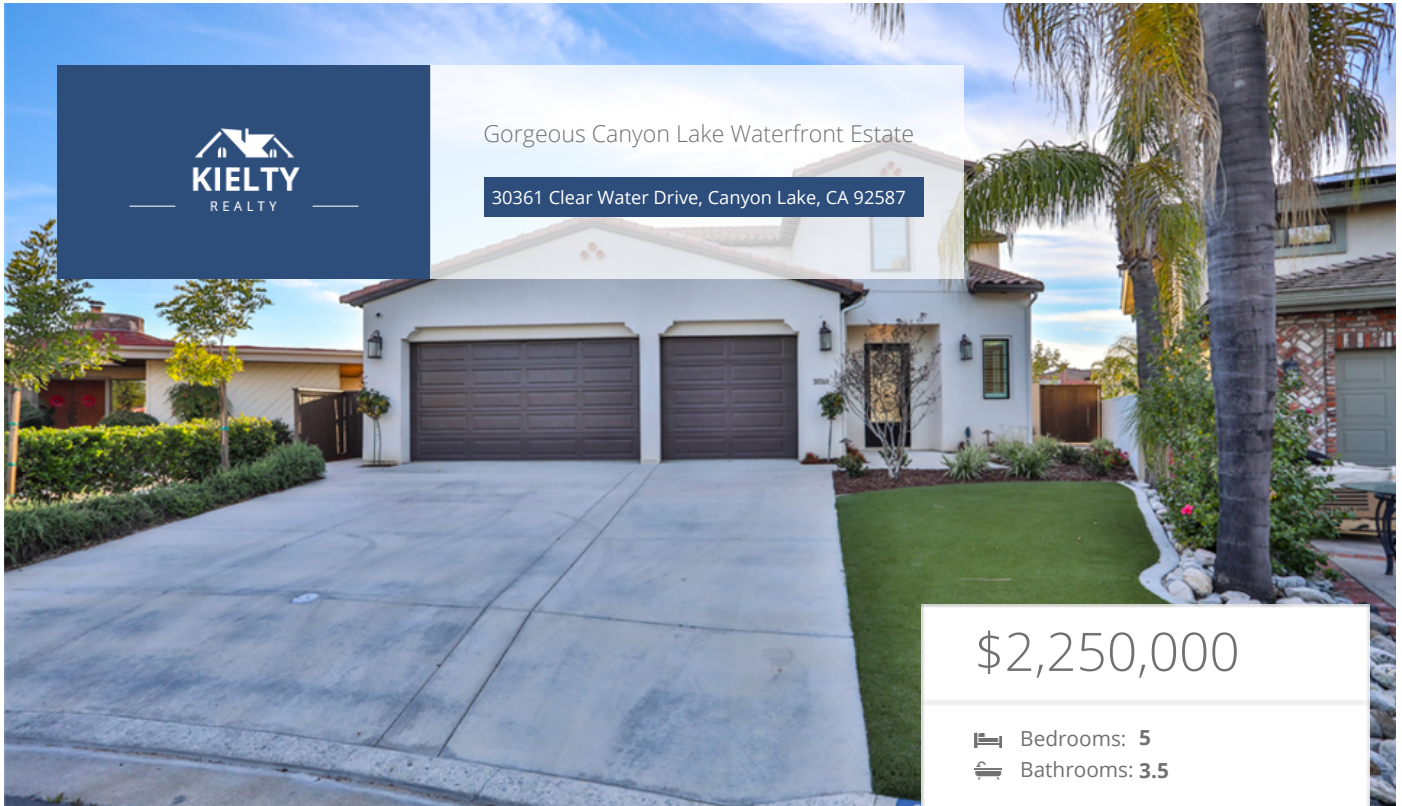 KIELTY
REALTY
Gorgeous Canyon Lake Waterfront Estate
30361 Clear Water Drive, Canyon Lake, CA 92587
$2,250,000
Bedrooms: 5
Bathrooms: 3.5